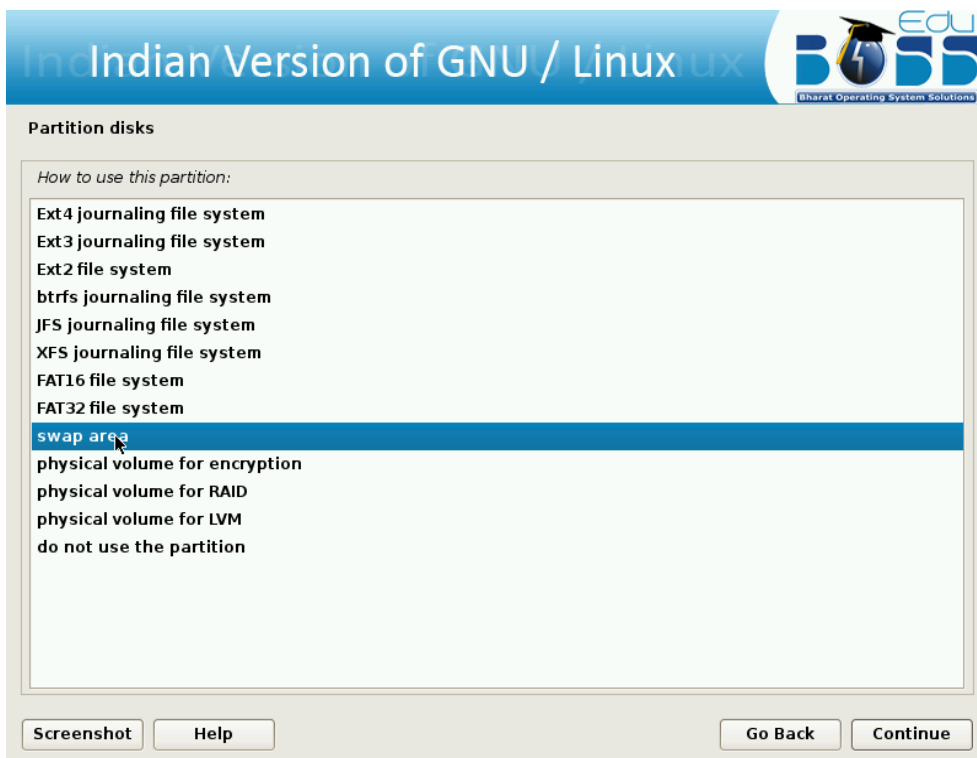 Indian Version of GNU / Linux
Edu
BOSS
Bharat Operating System Solutions
Partition disks
How to use this partition:
Ext4 journaling file system
Ext3 journaling file system
Ext2 file system
btrfs journaling file system
JFS journaling file system
XFS journaling file system
FAT16 file system
FAT32 file system
swap area
physical volume for encryption
physical volume for RAID
physical volume for LVM
do not use the partition
Screenshot Help Go Back Continue